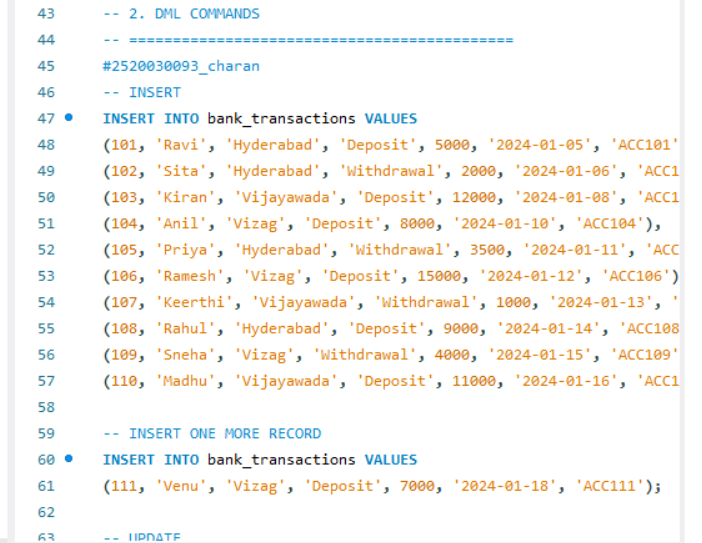 43 -- 2. DML COMMANDS
44 -- ============================================
45 #2520030093_charan
46 -- INSERT
47 INSERT INTO bank_transactions VALUES
48 (101, 'Ravi', 'Hyderabad', 'Deposit', 5000, '2024-01-05', 'ACC101'
49 (102, 'Sita', 'Hyderabad', 'Withdrawal', 2000, '2024-01-06', 'ACC1
50 (103, 'Kiran', 'Vijayawada', 'Deposit', 12000, '2024-01-08', 'ACC1
51 (104, 'Anil', 'Vizag', 'Deposit', 8000, '2024-01-10', 'ACC104'),
52 (105, 'Priya', 'Hyderabad', 'Withdrawal', 3500, '2024-01-11', 'ACC
53 (106, 'Ramesh', 'Vizag', 'Deposit', 15000, '2024-01-12', 'ACC106')
54 (107, 'Keerthi', 'Vijayawada', 'Withdrawal', 1000, '2024-01-13', '
55 (108, 'Rahul', 'Hyderabad', 'Deposit', 9000, '2024-01-14', 'ACC108
56 (109, 'Sneha', 'Vizag', 'Withdrawal', 4000, '2024-01-15', 'ACC109'
57 (110, 'Madhu', 'Vijayawada', 'Deposit', 11000, '2024-01-16', 'ACC1
58
59 -- INSERT ONE MORE RECORD
60 INSERT INTO bank_transactions VALUES
61 (111, 'Venu', 'Vizag', 'Deposit', 7000, '2024-01-18', 'ACC111');
62
63 -- UPDATE